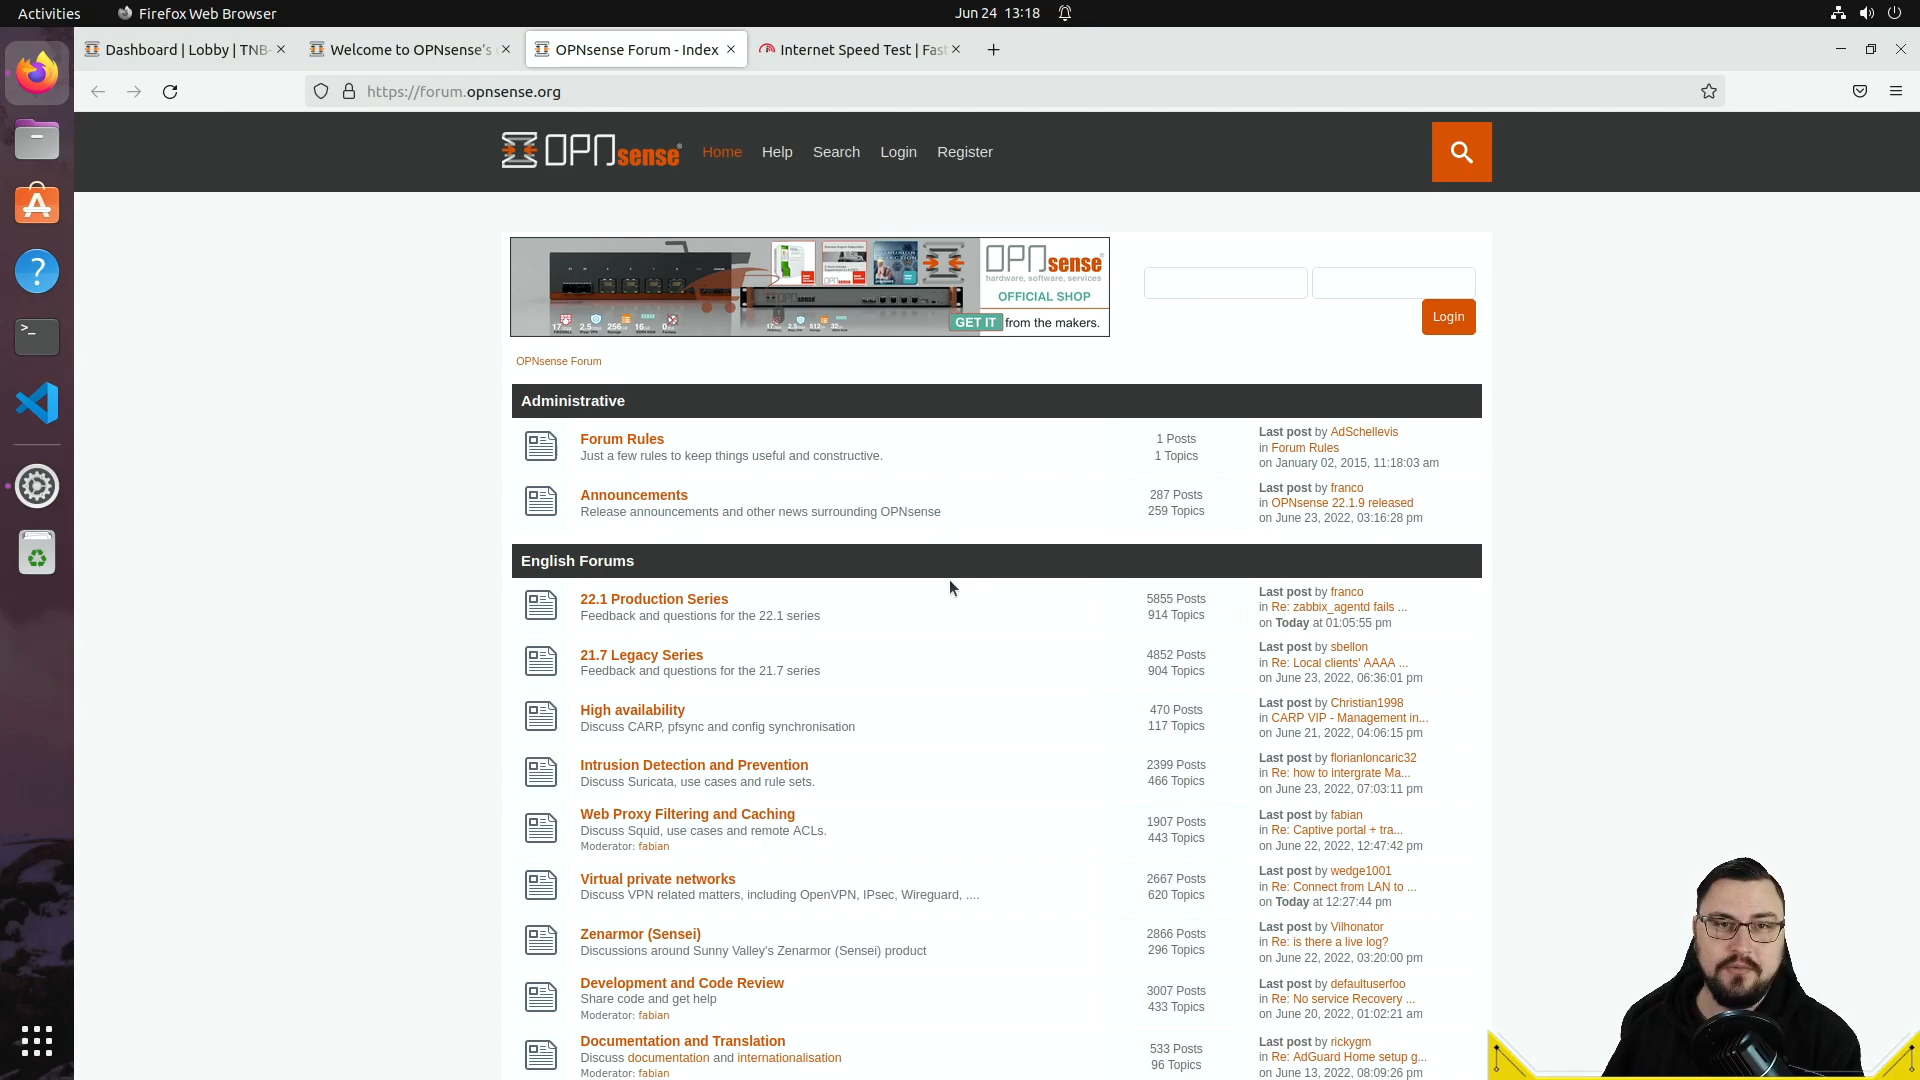 Activities
Firefox Web Browser
Jun 24 13:18
Dashboard | Lobby | TNB-
Welcome to OPNsense's
OPNsense Forum - Index
Internet Speed Test | Fast
https://forum.opnsense.org
OPNsense
Home
Help
Search
Login
Register
OPNsense
hardware, software, services
OFFICIAL SHOP
GET IT from the makers.
Login
OPNsense Forum
Administrative
Forum Rules
Just a few rules to keep things useful and constructive.
1 Posts
1 Topics
Last post by AdSchellevis
in Forum Rules
on January 02, 2015, 11:18:03 am
Announcements
Release announcements and other news surrounding OPNsense
287 Posts
259 Topics
Last post by franco
in OPNsense 22.1.9 released
on June 23, 2022, 03:16:28 pm
English Forums
22.1 Production Series
Feedback and questions for the 22.1 series
5855 Posts
914 Topics
Last post by franco
in Re: zabbix_agentd fails ...
on Today at 01:05:55 pm
21.7 Legacy Series
Feedback and questions for the 21.7 series
4852 Posts
904 Topics
Last post by sbellon
in Re: Local clients' AAAA ...
on June 23, 2022, 06:36:01 pm
High availability
Discuss CARP, pfsync and config synchronisation
470 Posts
117 Topics
Last post by Christian1998
in CARP VIP - Management in...
on June 21, 2022, 04:06:15 pm
Intrusion Detection and Prevention
Discuss Suricata, use cases and rule sets.
2399 Posts
466 Topics
Last post by florianloncaric32
in Re: how to intergrate Ma...
on June 23, 2022, 07:03:11 pm
Web Proxy Filtering and Caching
Discuss Squid, use cases and remote ACLs.
Moderator: fabian
1907 Posts
443 Topics
Last post by fabian
in Re: Captive portal + tra...
on June 22, 2022, 12:47:42 pm
Virtual private networks
Discuss VPN related matters, including OpenVPN, IPsec, Wireguard, ....
2667 Posts
620 Topics
Last post by wedge1001
in Re: Connect from LAN to ...
on Today at 12:27:44 pm
Zenarmor (Sensei)
Discussions around Sunny Valley's Zenarmor (Sensei) product
2866 Posts
296 Topics
Last post by Vilhonator
in Re: is there a live log?
on June 22, 2022, 03:20:00 pm
Development and Code Review
Share code and get help
Moderator: fabian
3007 Posts
433 Topics
Last post by defaultuserfoo
in Re: No service Recovery ...
on June 20, 2022, 01:02:21 am
Documentation and Translation
Discuss documentation and internationalisation
Moderator: fabian
533 Posts
96 Topics
Last post by rickygm
in Re: AdGuard Home setup g...
on June 13, 2022, 08:09:26 pm